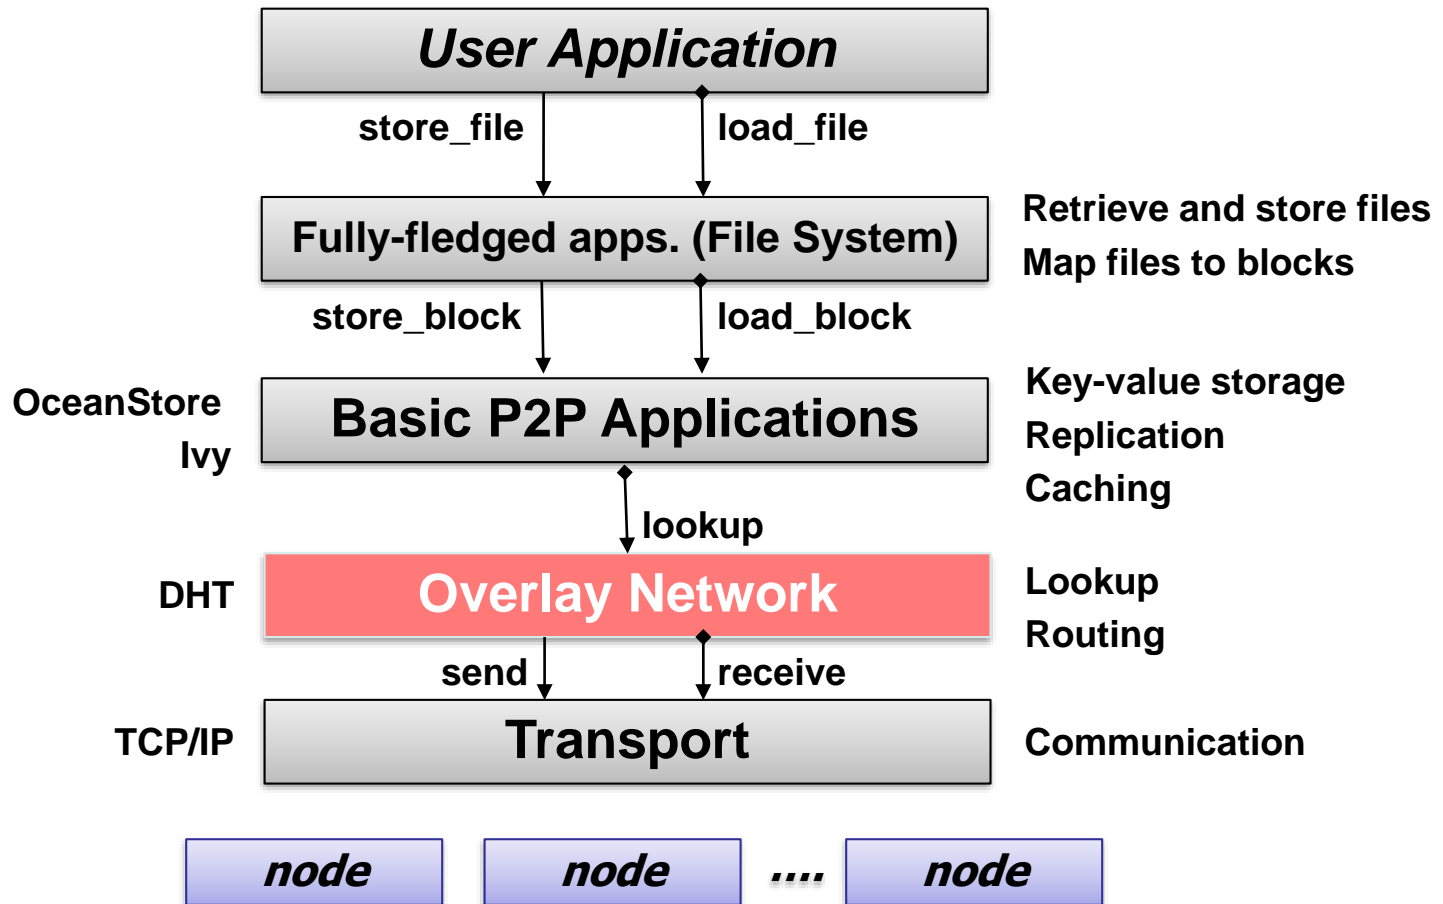 User Application
store_file
load_file
Fully-fledged apps. (File System)
Retrieve and store files
Map files to blocks
store_block
load_block
OceanStore
Ivy
Basic P2P Applications
Key-value storage
Replication
Caching
lookup
DHT
Overlay Network
Lookup
Routing
send
receive
TCP/IP
Transport
Communication
node
node
....
node